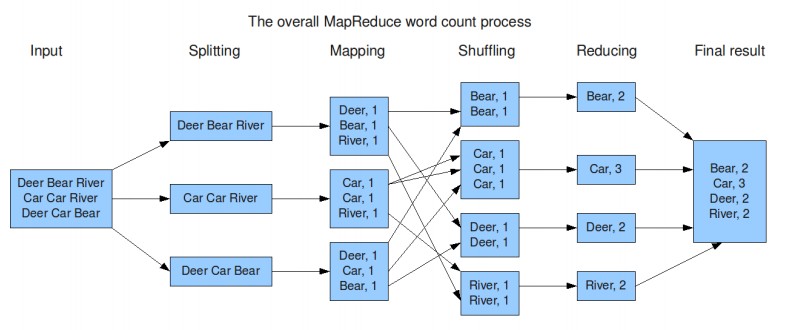 The overall MapReduce word count process
Input
Splitting
Mapping
Shuffling
Reducing
Final result
Deer Bear River
Car Car River
Deer Car Bear
Deer Bear River
Car Car River
Deer Car Bear
Deer, 1
Bear, 1
River, 1
Car, 1
Car, 1
River, 1
Deer, 1
Car, 1
Bear, 1
Bear, 1
Bear, 1
Car, 1
Car, 1
Car, 1
Deer, 1
Deer, 1
River, 1
River, 1
Bear, 2
Car, 3
Deer, 2
River, 2
Bear, 2
Car, 3
Deer, 2
River, 2